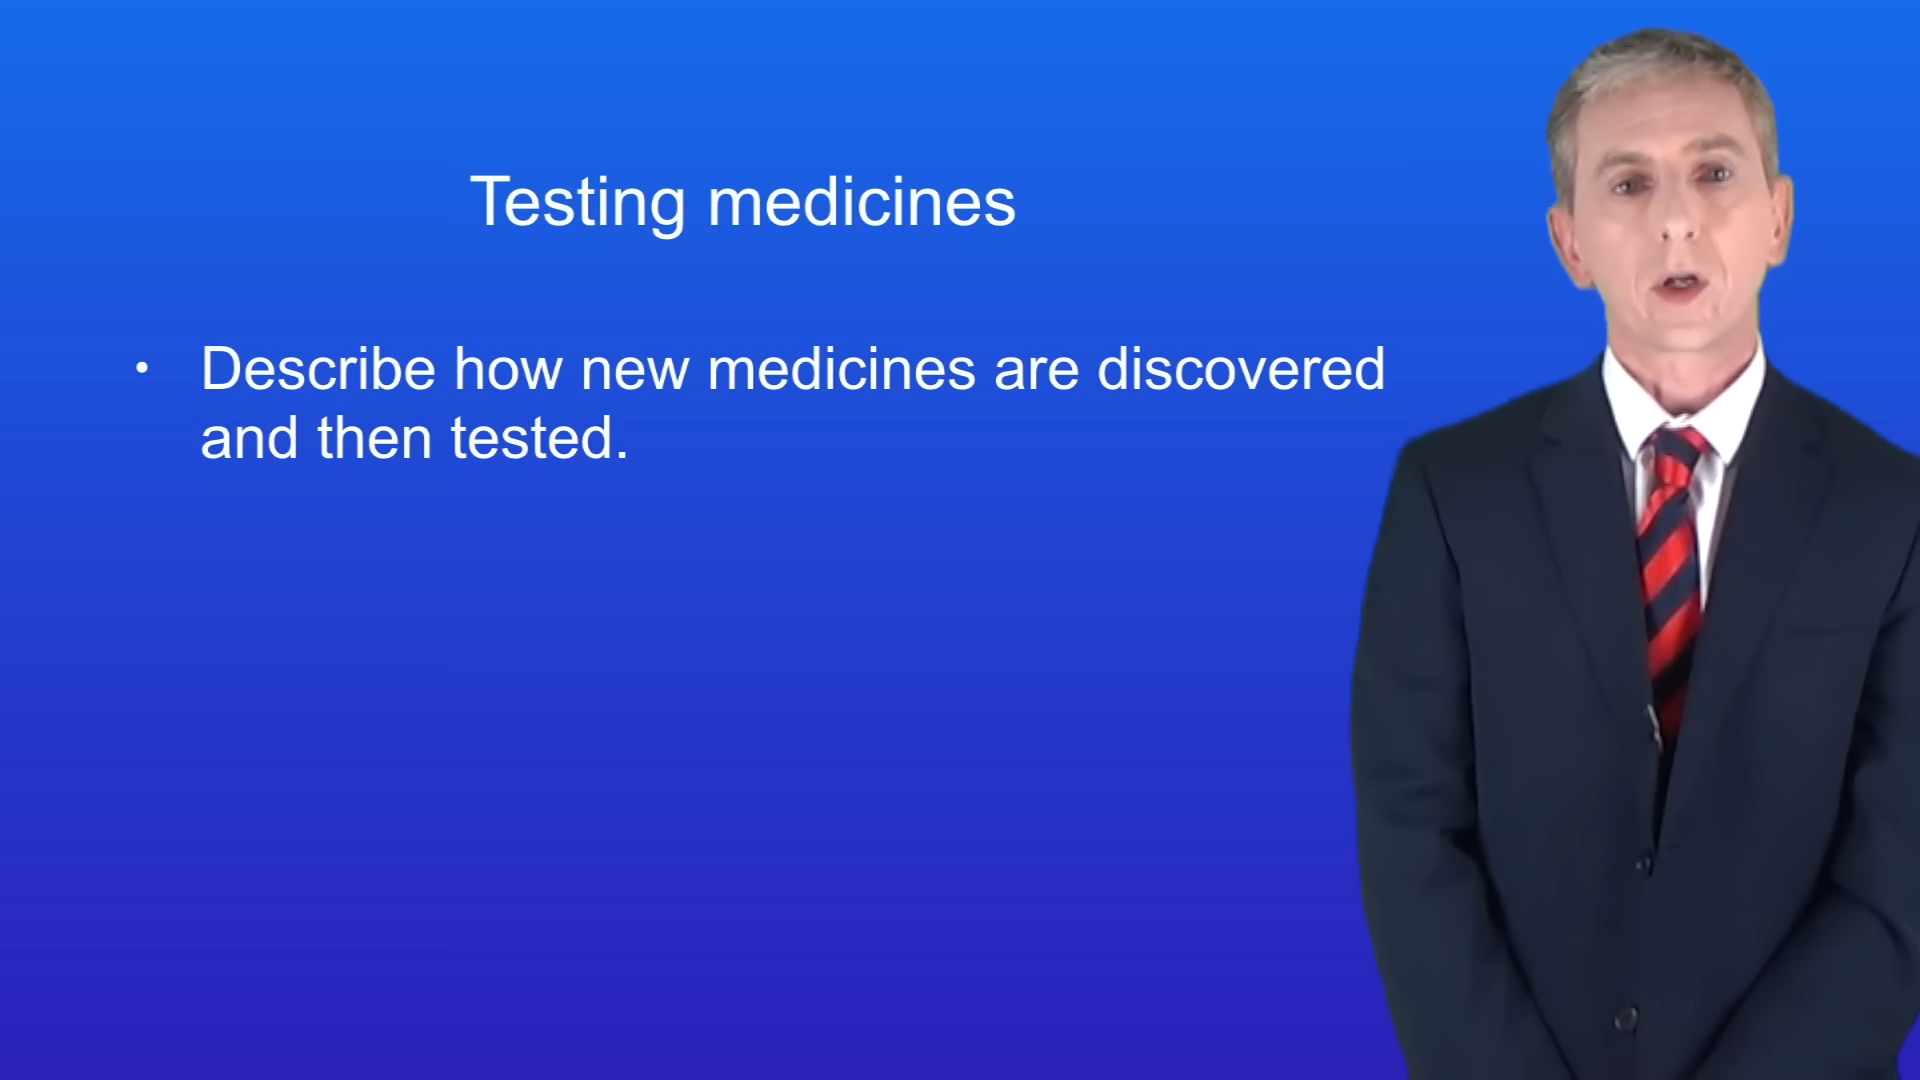 Testing medicines
• Describe how new medicines are discovered
and then tested.